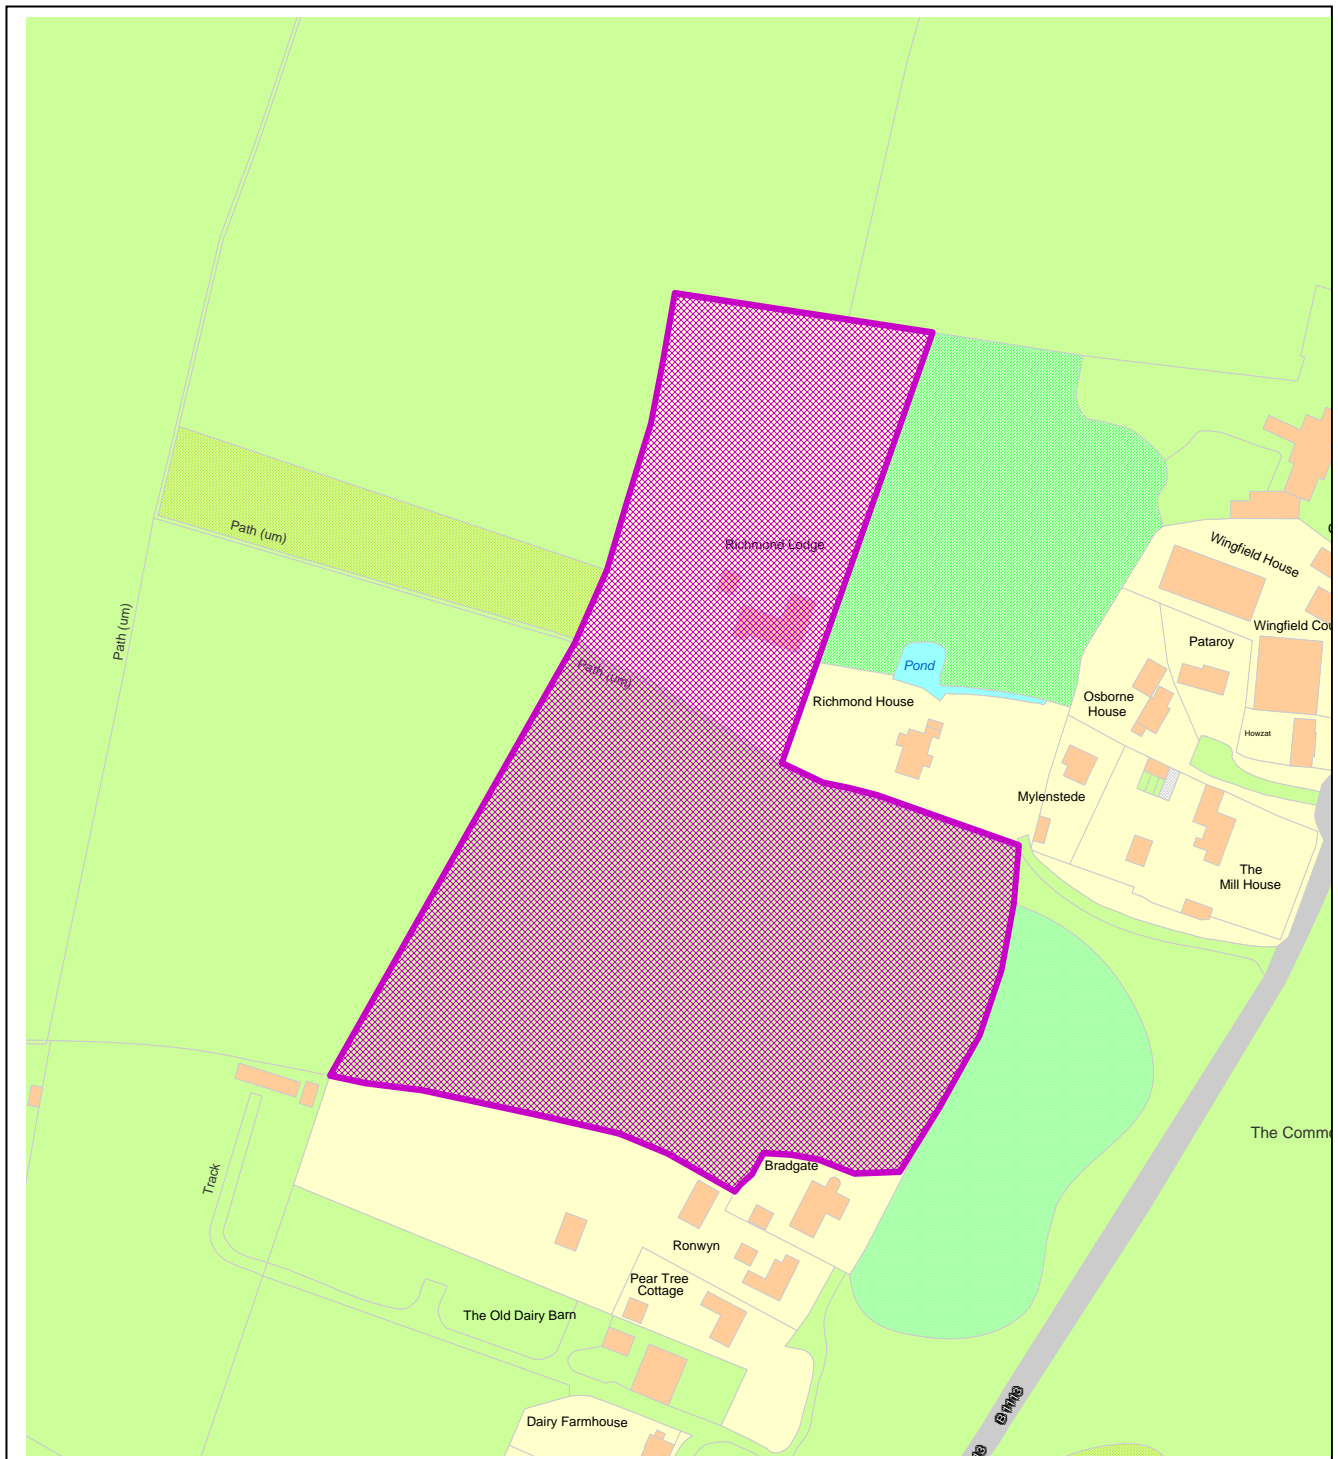 Path (um)
Richmond Lodge
Wingfield House
Path (um)
Wingfield Cou
Pataroy
Path (um)
Pond
Richmond House
Osborne
House
Howzat
Mylenstede
The
Mill House
The Comm
Bradgate
Track
Ronwyn
Pear Tree
Cottage
The Old Dairy Barn
B1113
Dairy Farmhouse